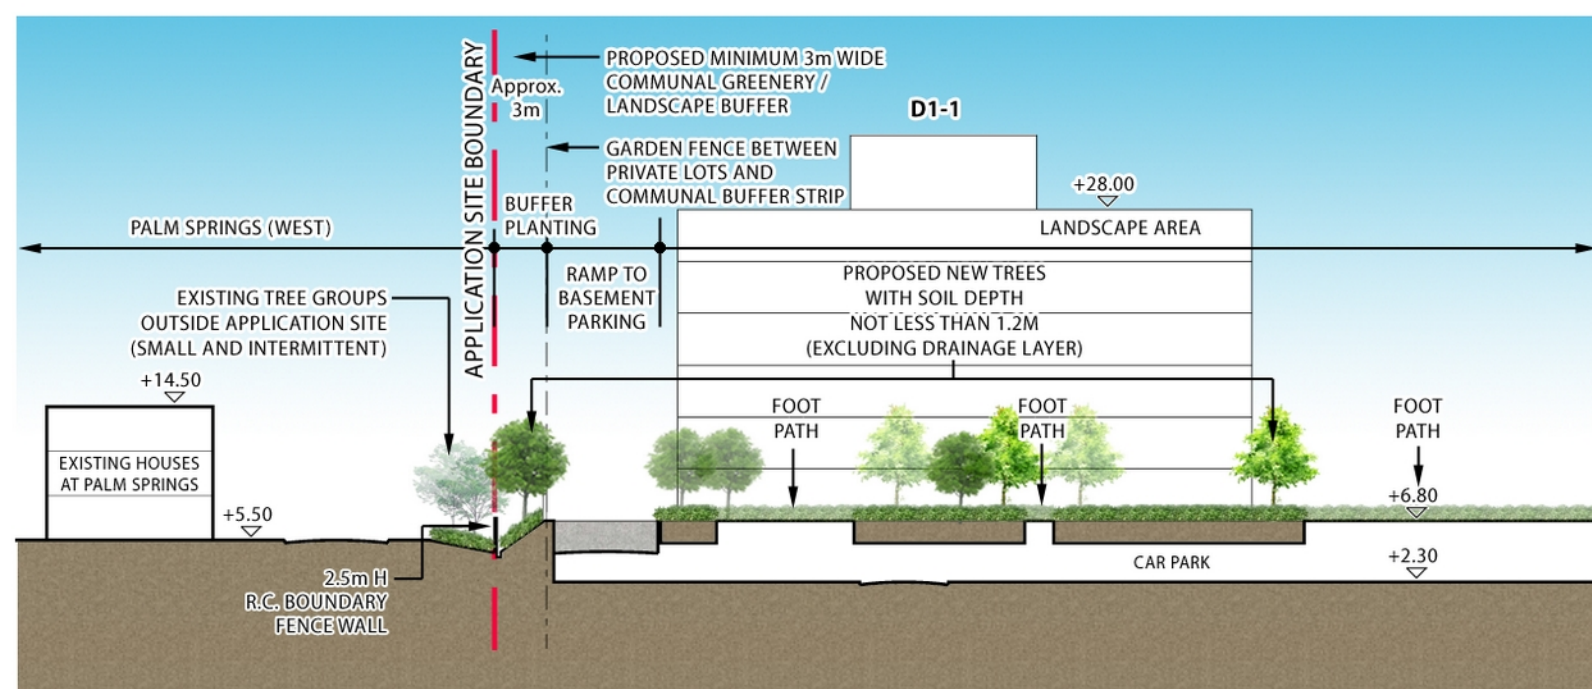 APPLICATION SITE BOUNDARY
Approx.
3m
PROPOSED MINIMUM 3m WIDE
COMMUNAL GREENERY /
LANDSCAPE BUFFER
D1-1
GARDEN FENCE BETWEEN
PRIVATE LOTS AND
COMMUNAL BUFFER STRIP
+28.00
PALM SPRINGS (WEST)
BUFFER
PLANTING
LANDSCAPE AREA
RAMP TO
BASEMENT
PARKING
PROPOSED NEW TREES
WITH SOIL DEPTH
NOT LESS THAN 1.2M
(EXCLUDING DRAINAGE LAYER)
EXISTING TREE GROUPS
OUTSIDE APPLICATION SITE
(SMALL AND INTERMITTENT)
+14.50
EXISTING HOUSES
AT PALM SPRINGS
FOOT
PATH
FOOT
PATH
FOOT
PATH
+5.50
+6.80
CAR PARK
+2.30
2.5m H
R.C. BOUNDARY
FENCE WALL